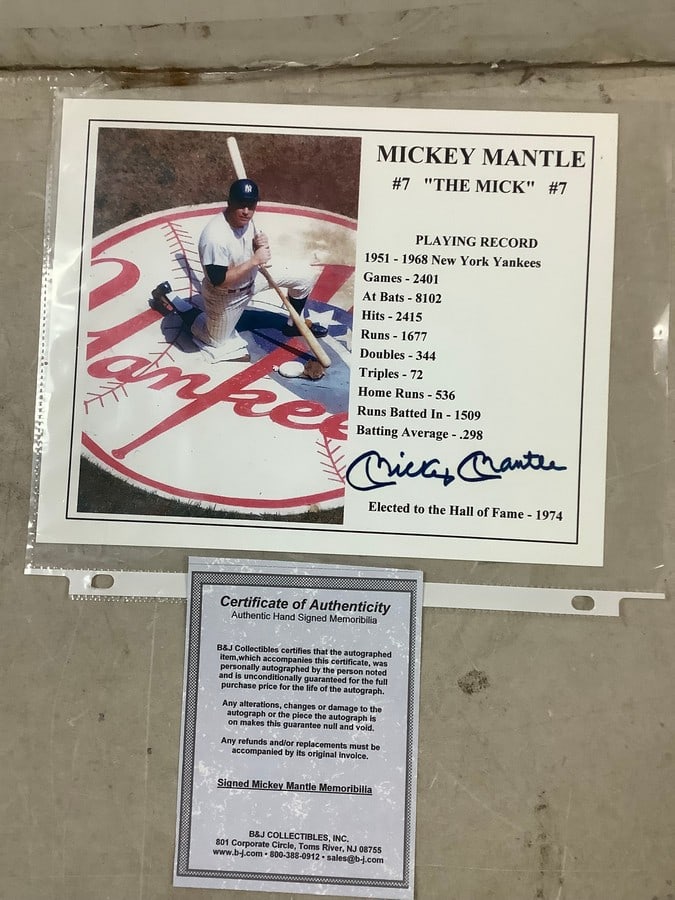 MICKEY MANTLE
#7 "THE MICK" #7
PLAYING RECORD
1951 - 1968 New York Yankees
Games - 2401
At Bats - 8102
Hits - 2415
Runs - 1677
Doubles - 344
Triples - 72
Home Runs - 536
Runs Batted In - 1509
Batting Average - .298
Mickey Mantle
Elected to the Hall of Fame - 1974
NY
Yankee
Certificate of Authenticity
Authentic Hand Signed Memoribilia
B&J Collectibles certifies that the autographed
item,which accompanies this certificate, was
personally autographed by the person noted
and is unconditionally guaranteed for the full
purchase price for the life of the autograph.
Any alterations, changes or damage to the
autograph or the piece the autograph is
on makes this guarantee null and void.
Any refunds and/or replacements must be
accompanied by its original invoice.
Signed Mickey Mantle Memoribilia
B&J COLLECTIBLES, INC.
801 Corporate Circle, Toms River, NJ 08755
www.b-j.com • 800-388-0912 • sales@b-j.com